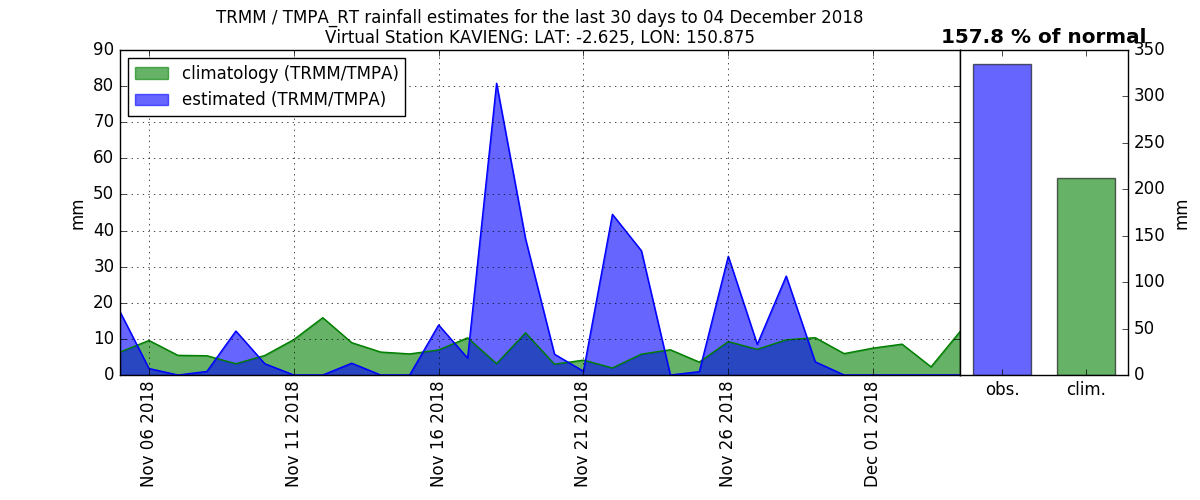 TRMM / TMPA_RT rainfall estimates for the last 30 days to 04 December 2018
Virtual Station KAVIENG: LAT: -2.625, LON: 150.875
157.8 % of normal
climatology (TRMM/TMPA)
estimated (TRMM/TMPA)
90
80
70
60
50
40
30
20
10
0
mm
Nov 06 2018
Nov 11 2018
Nov 16 2018
Nov 21 2018
Nov 26 2018
Dec 01 2018
350
300
250
200
150
100
50
0
mm
obs.
clim.